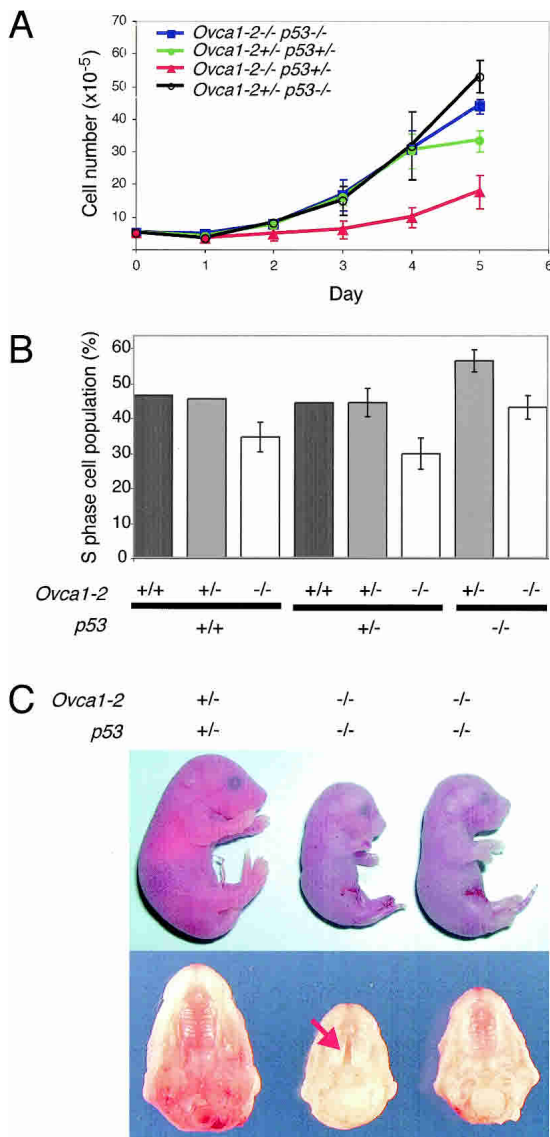 A
Ovca1-2-/- p53-/-
Ovca1-2+/- p53+/-
Ovca1-2-/- p53+/-
Ovca1-2+/- p53-/-
Cell number (x10-5)
70
60
50
40
30
20
10
0 1 2 3 4 5 6
Day
B
S phase cell population (%)
60
50
40
30
20
10
0
Ovca1-2 +/+ +/- -/- +/+ +/- -/- +/- -/-
p53 +/+ +/- -/-
C
Ovca1-2 +/- -/- -/-
p53 +/- -/- -/-